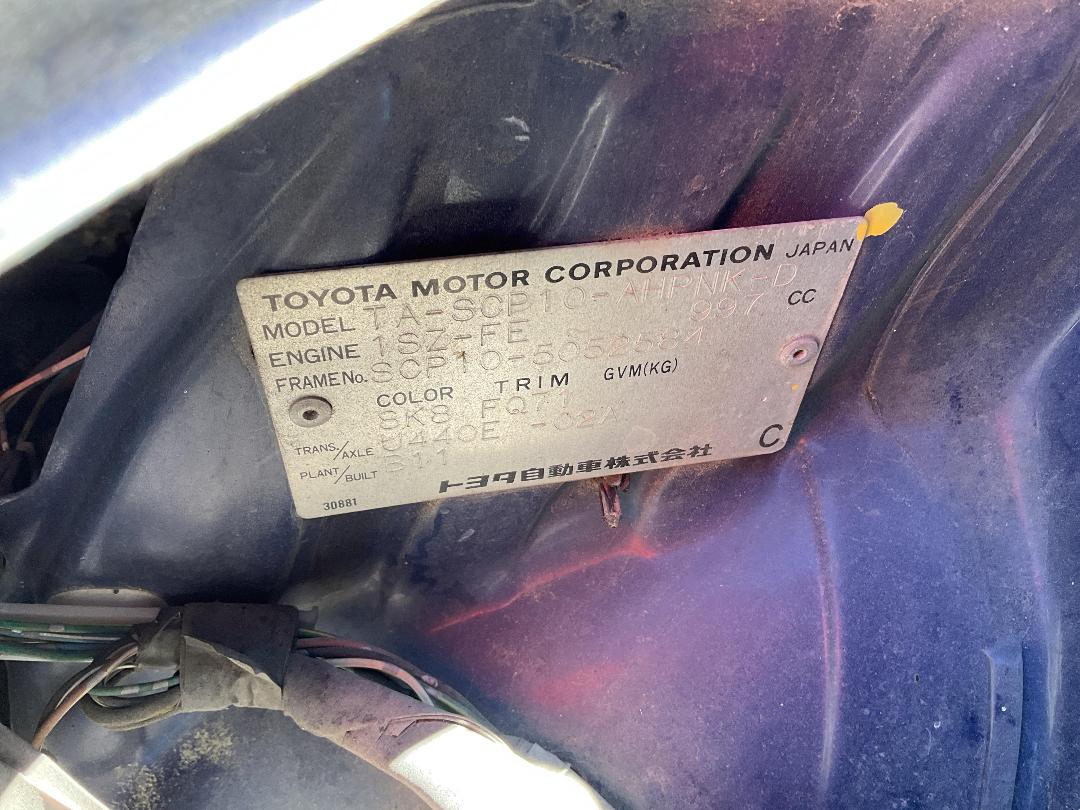 TOYOTA MOTOR CORPORATION JAPAN
MODEL TA-SCP10-AHPNK-D
ENGINE 1SZ-FE 997 CC
FRAME No. SCP10-5052584
COLOR TRIM GVM(KG)
8K8 FQ71
TRANS/AXLE U440E -02A
PLANT/BUILT
C
トヨタ自動車株式会社
30881